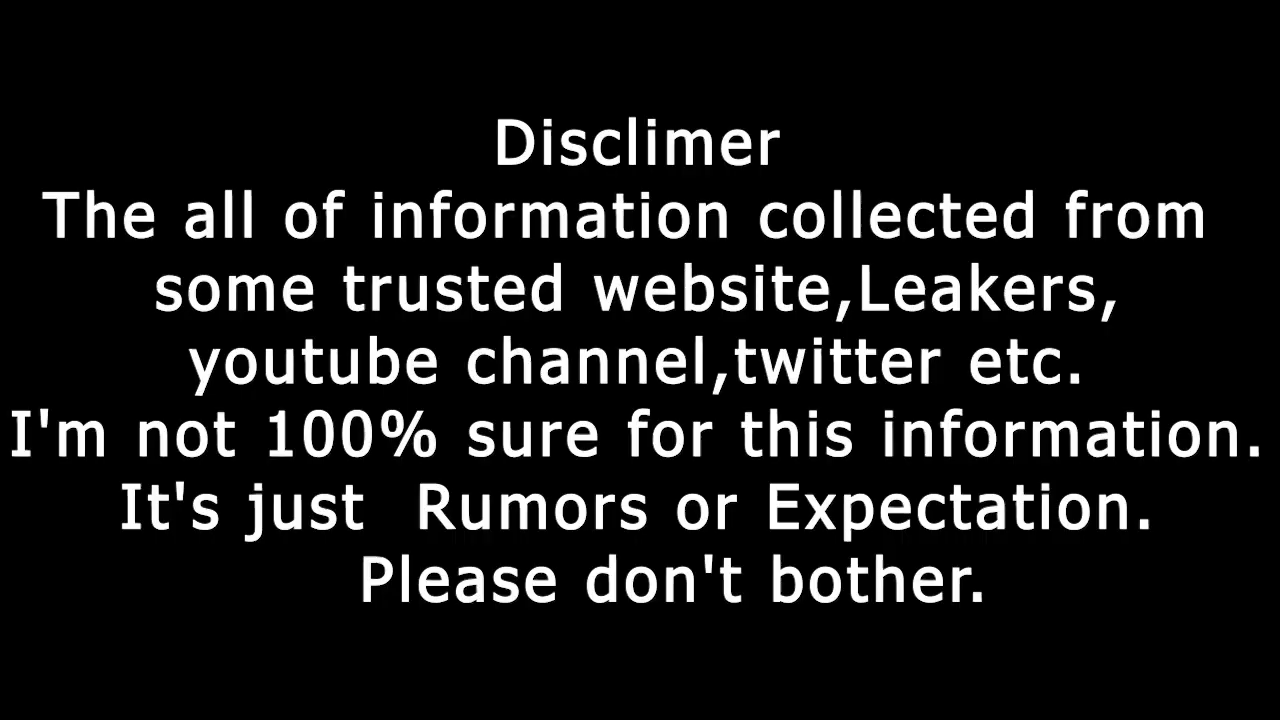 Disclimer
The all of information collected from
some trusted website,Leakers,
youtube channel,twitter etc.
I'm not 100% sure for this information.
It's just  Rumors or Expectation.
Please don't bother.